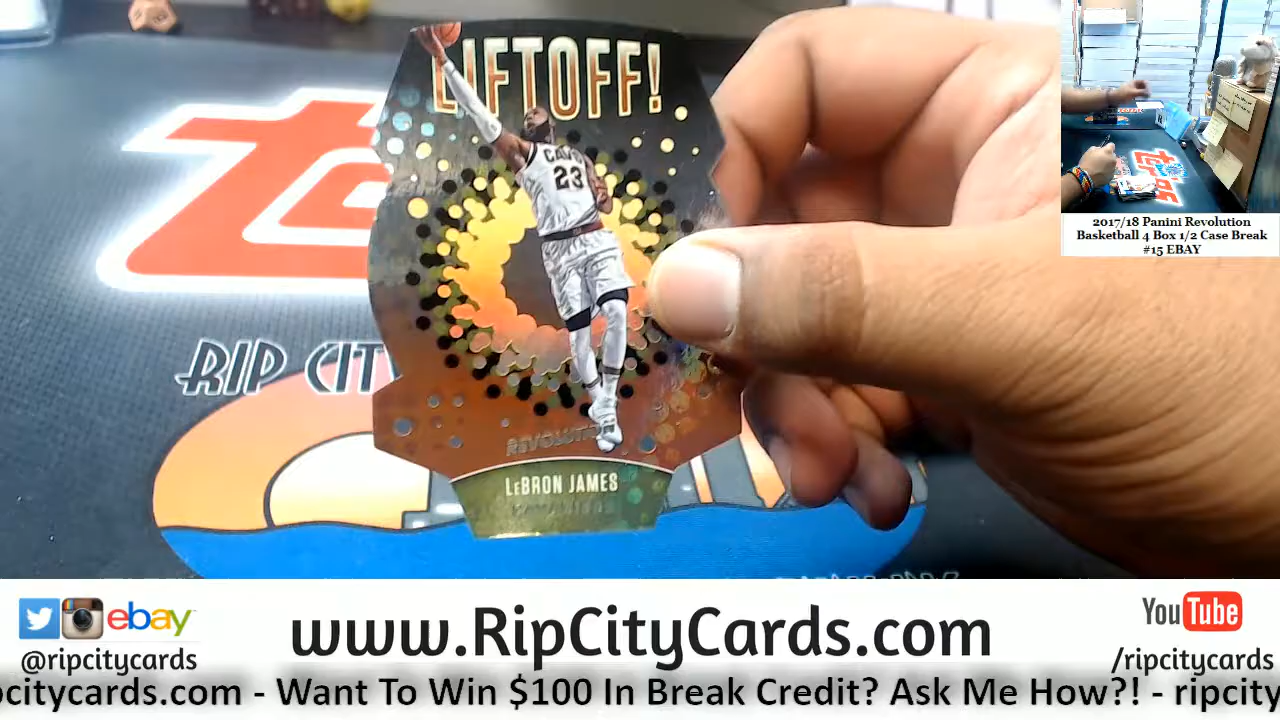 LIFTOFF!
CAVS
23
REVOLUTION
LEBRON JAMES
CAVALIERS
RIP CIT
2017/18 Panini Revolution
Basketball 4 Box 1/2 Case Break
#15 EBAY
ebay
@ripcitycards
www.RipCityCards.com
YouTube
/ripcitycards
pcitycards.com - Want To Win $100 In Break Credit? Ask Me How?! - ripcity